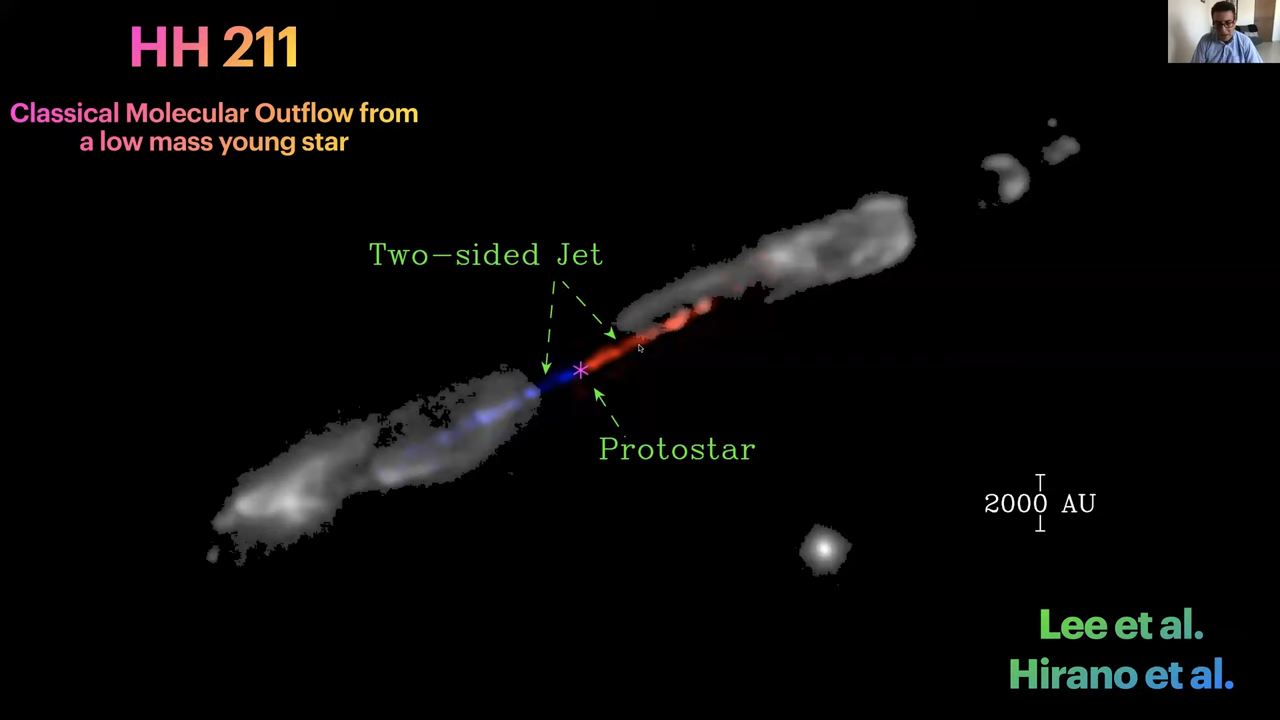 HH 211
Classical Molecular Outflow from
a low mass young star
Two-sided Jet
Protostar
2000 AU
Lee et al.
Hirano et al.